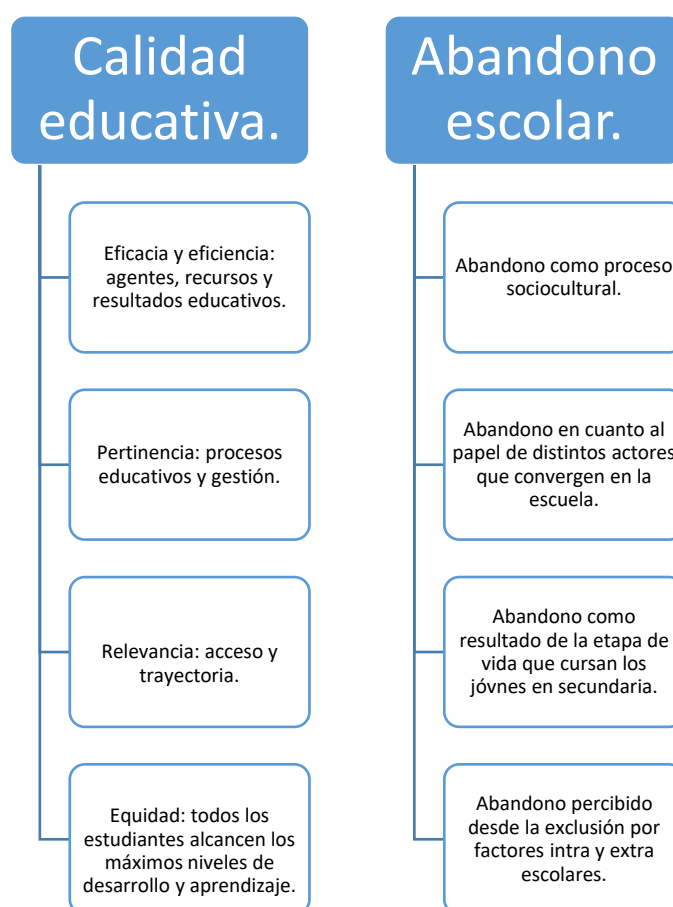 Calidad
educativa.
Eficacia y eficiencia:
agentes, recursos y
resultados educativos.
Pertinencia: procesos
educativos y gestión.
Relevancia: acceso y
trayectoria.
Equidad: todos los
estudiantes alcancen los
máximos niveles de
desarrollo y aprendizaje.
Abandono
escolar.
Abandono como proceso
sociocultural.
Abandono en cuanto al
papel de distintos actores
que convergen en la
escuela.
Abandono como
resultado de la etapa de
vida que cursan los
jóvnes en secundaria.
Abandono percibido
desde la exclusión por
factores intra y extra
escolares.